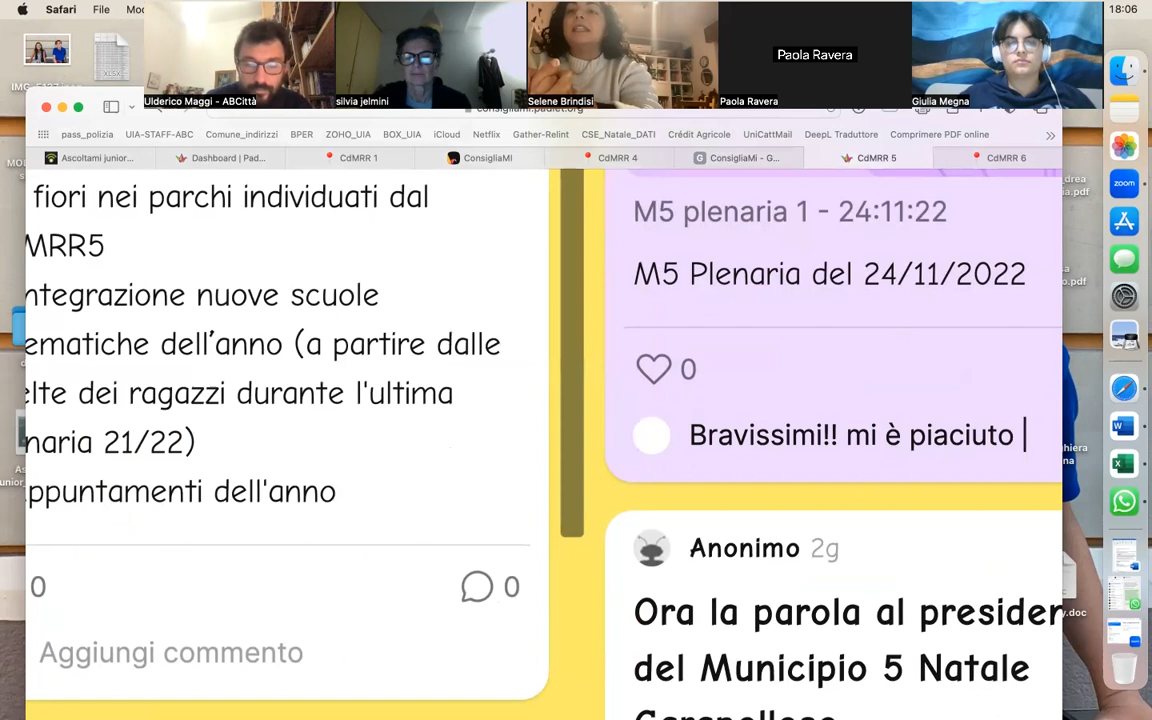 Safari
File
18:06
XLSX
Ulderico Maggi - ABCittà
silvia jelmini
Selene Brindisi
Paola Ravera
Paola Ravera
Giulia Megna
pass_polizia
UIA-STAFF-ABC
Comune_indirizzi
BPER
ZOHO_UIA
BOX_UIA
iCloud
Netflix
Gather-Relint
CSE_Natale_DATI
Crédit Agricole
UniCattMail
DeepL Traduttore
Comprimere PDF online
Ascoltami junior...
Dashboard | Pad...
CdMRR 1
ConsigliaMI
CdMRR 4
ConsigliaMi - G...
CdMRR 5
CdMRR 6
fiori nei parchi individuati dal
MRR5
ntegrazione nuove scuole
ematiche dell'anno (a partire dalle
elte dei ragazzi durante l'ultima
naria 21/22)
ppuntamenti dell'anno
0
0
Aggiungi commento
M5 plenaria 1 - 24:11:22
M5 Plenaria del 24/11/2022
0
Bravissimi!! mi è piaciuto
Anonimo 2g
Ora la parola al presiden
del Municipio 5 Natale
zoom